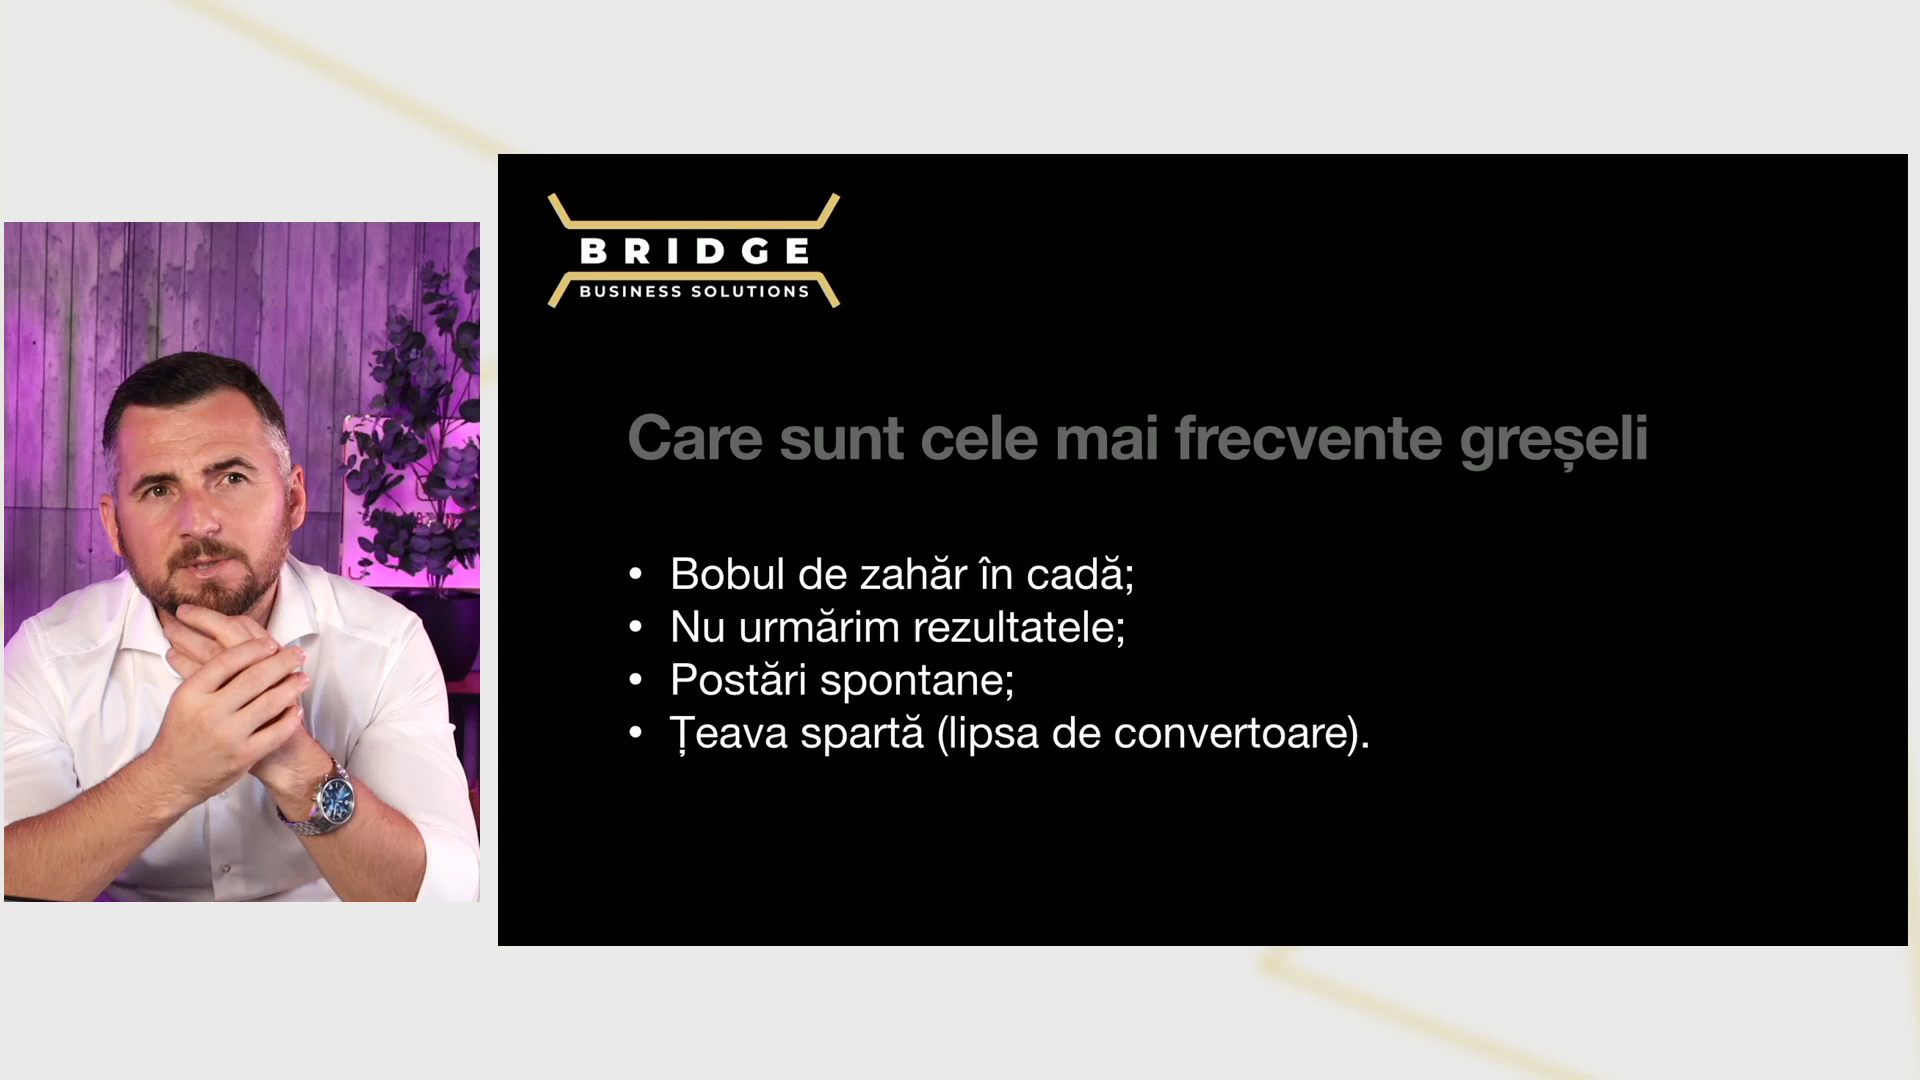 BRIDGE
BUSINESS SOLUTIONS
Care sunt cele mai frecvente greșeli
• Bobul de zahăr în cadă;
• Nu urmărim rezultatele;
• Postări spontane;
• Țeava spartă (lipsa de convertoare).